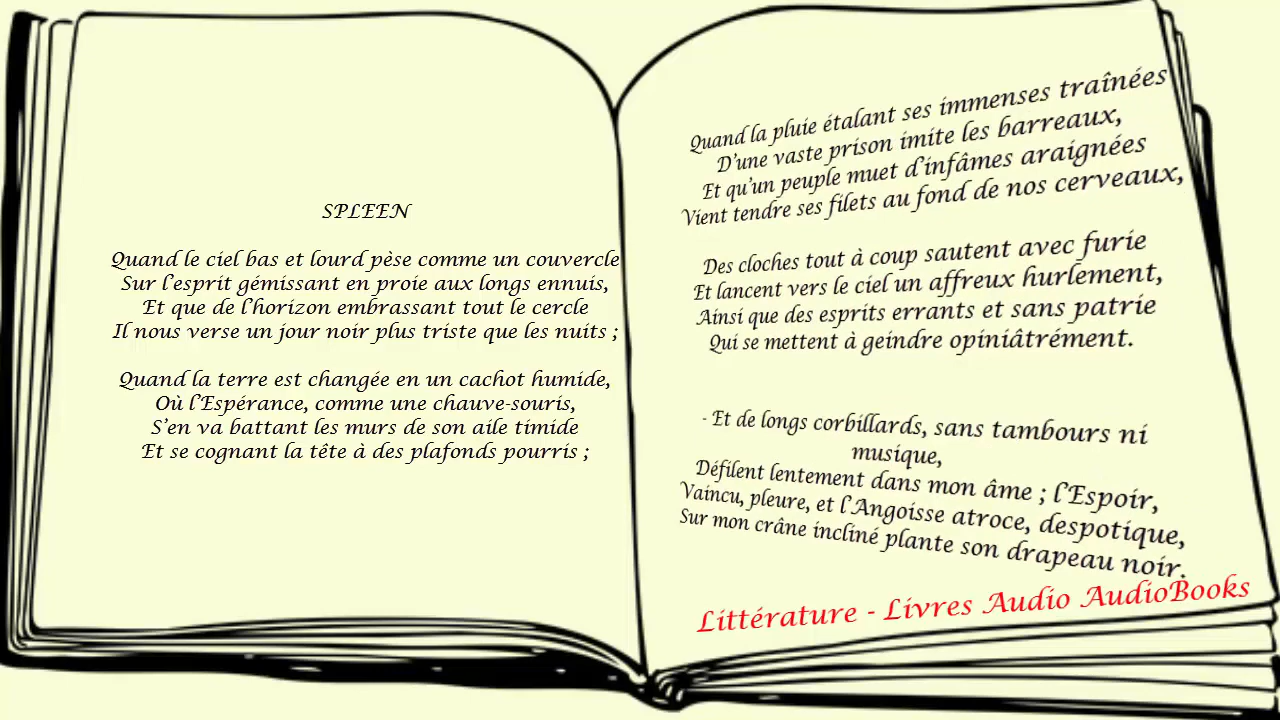 SPLEEN
Quand le ciel bas et lourd pèse comme un couvercle
Sur l'esprit gémissant en proie aux longs ennuis,
Et que de l'horizon embrassant tout le cercle
Il nous verse un jour noir plus triste que les nuits ;
Quand la terre est changée en un cachot humide,
Où l'Espérance, comme une chauve-souris,
S'en va battant les murs de son aile timide
Et se cognant la tête à des plafonds pourris ;
Quand la pluie étalant ses immenses traînées
D'une vaste prison imite les barreaux,
Et qu'un peuple muet d'infâmes araignées
Vient tendre ses filets au fond de nos cerveaux,
Des cloches tout à coup sautent avec furie
Et lancent vers le ciel un affreux hurlement,
Ainsi que des esprits errants et sans patrie
Qui se mettent à geindre opiniâtrément.
- Et de longs corbillards, sans tambours ni
musique,
Défilent lentement dans mon âme ; l'Espoir,
Vaincu, pleure, et l'Angoisse atroce, despotique,
Sur mon crâne incliné plante son drapeau noir.
Littérature - Livres Audio AudioBooks